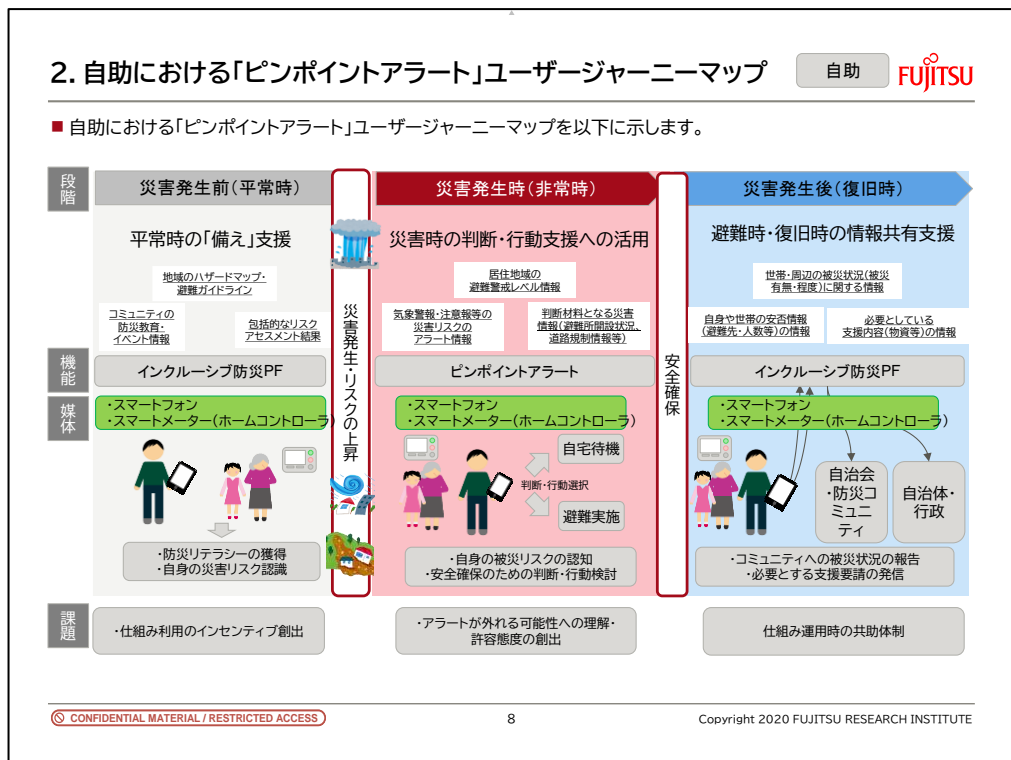 2. 自助における「ピンポイントアラート」ユーザージャーニーマップ
自助
FUJITSU
■ 自助における「ピンポイントアラート」ユーザージャーニーマップを以下に示します。
段階
災害発生前(平常時)
災害発生時(非常時)
災害発生後(復旧時)
平常時の「備え」支援
地域のハザードマップ・
避難ガイドライン
コミュニティの
防災教育・
イベント情報
包括的なリスク
アセスメント結果
災害発生・リスクの上昇
災害時の判断・行動支援への活用
居住地域の
避難警戒レベル情報
気象警報・注意報等の
災害リスクの
アラート情報
判断材料となる災害
情報(避難所開設状況、
道路規制情報等)
安全確保
避難時・復旧時の情報共有支援
世帯・周辺の被災状況(被災
有無・程度)に関する情報
自身や世帯の安否情報
(避難先・人数等)の情報
必要としている
支援内容(物資等)の情報
機能
インクルーシブ防災PF
ピンポイントアラート
インクルーシブ防災PF
媒体
・スマートフォン
・スマートメーター(ホームコントローラ)
・スマートフォン
・スマートメーター(ホームコントローラ)
・スマートフォン
・スマートメーター(ホームコントローラ)
自宅待機
判断・行動選択
避難実施
自治会
・防災コ
ミュニ
ティ
自治体・
行政
・防災リテラシーの獲得
・自身の災害リスク認識
・自身の被災リスクの認知
・安全確保のための判断・行動検討
・コミュニティへの被災状況の報告
・必要とする支援要請の発信
課題
・仕組み利用のインセンティブ創出
・アラートが外れる可能性への理解・
許容態度の創出
仕組み運用時の共助体制
CONFIDENTIAL MATERIAL / RESTRICTED ACCESS
8
Copyright 2020 FUJITSU RESEARCH INSTITUTE